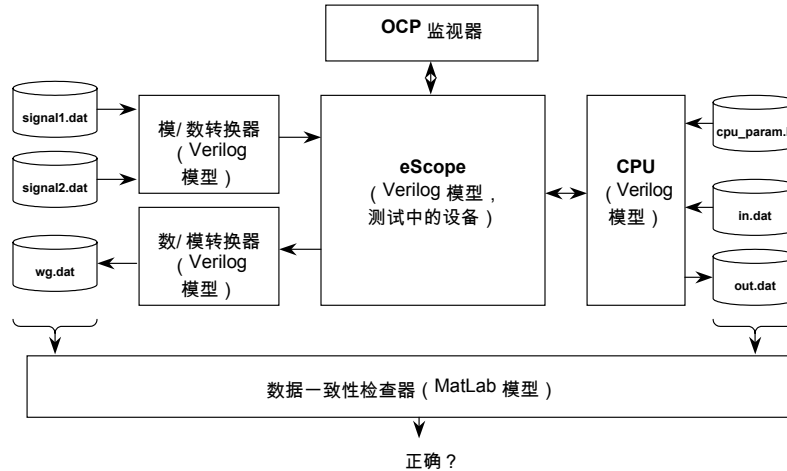 OCP 监视器
signal1.dat
signal2.dat
wg.dat
模/ 数转换器
（Verilog
模型）
数/ 模转换器
（Verilog
模型）
eScope
（Verilog 模型，
测试中的设备）
CPU
（Verilog
模型）
cpu_param.
in.dat
out.dat
数据一致性检查器（MatLab 模型）
正确？